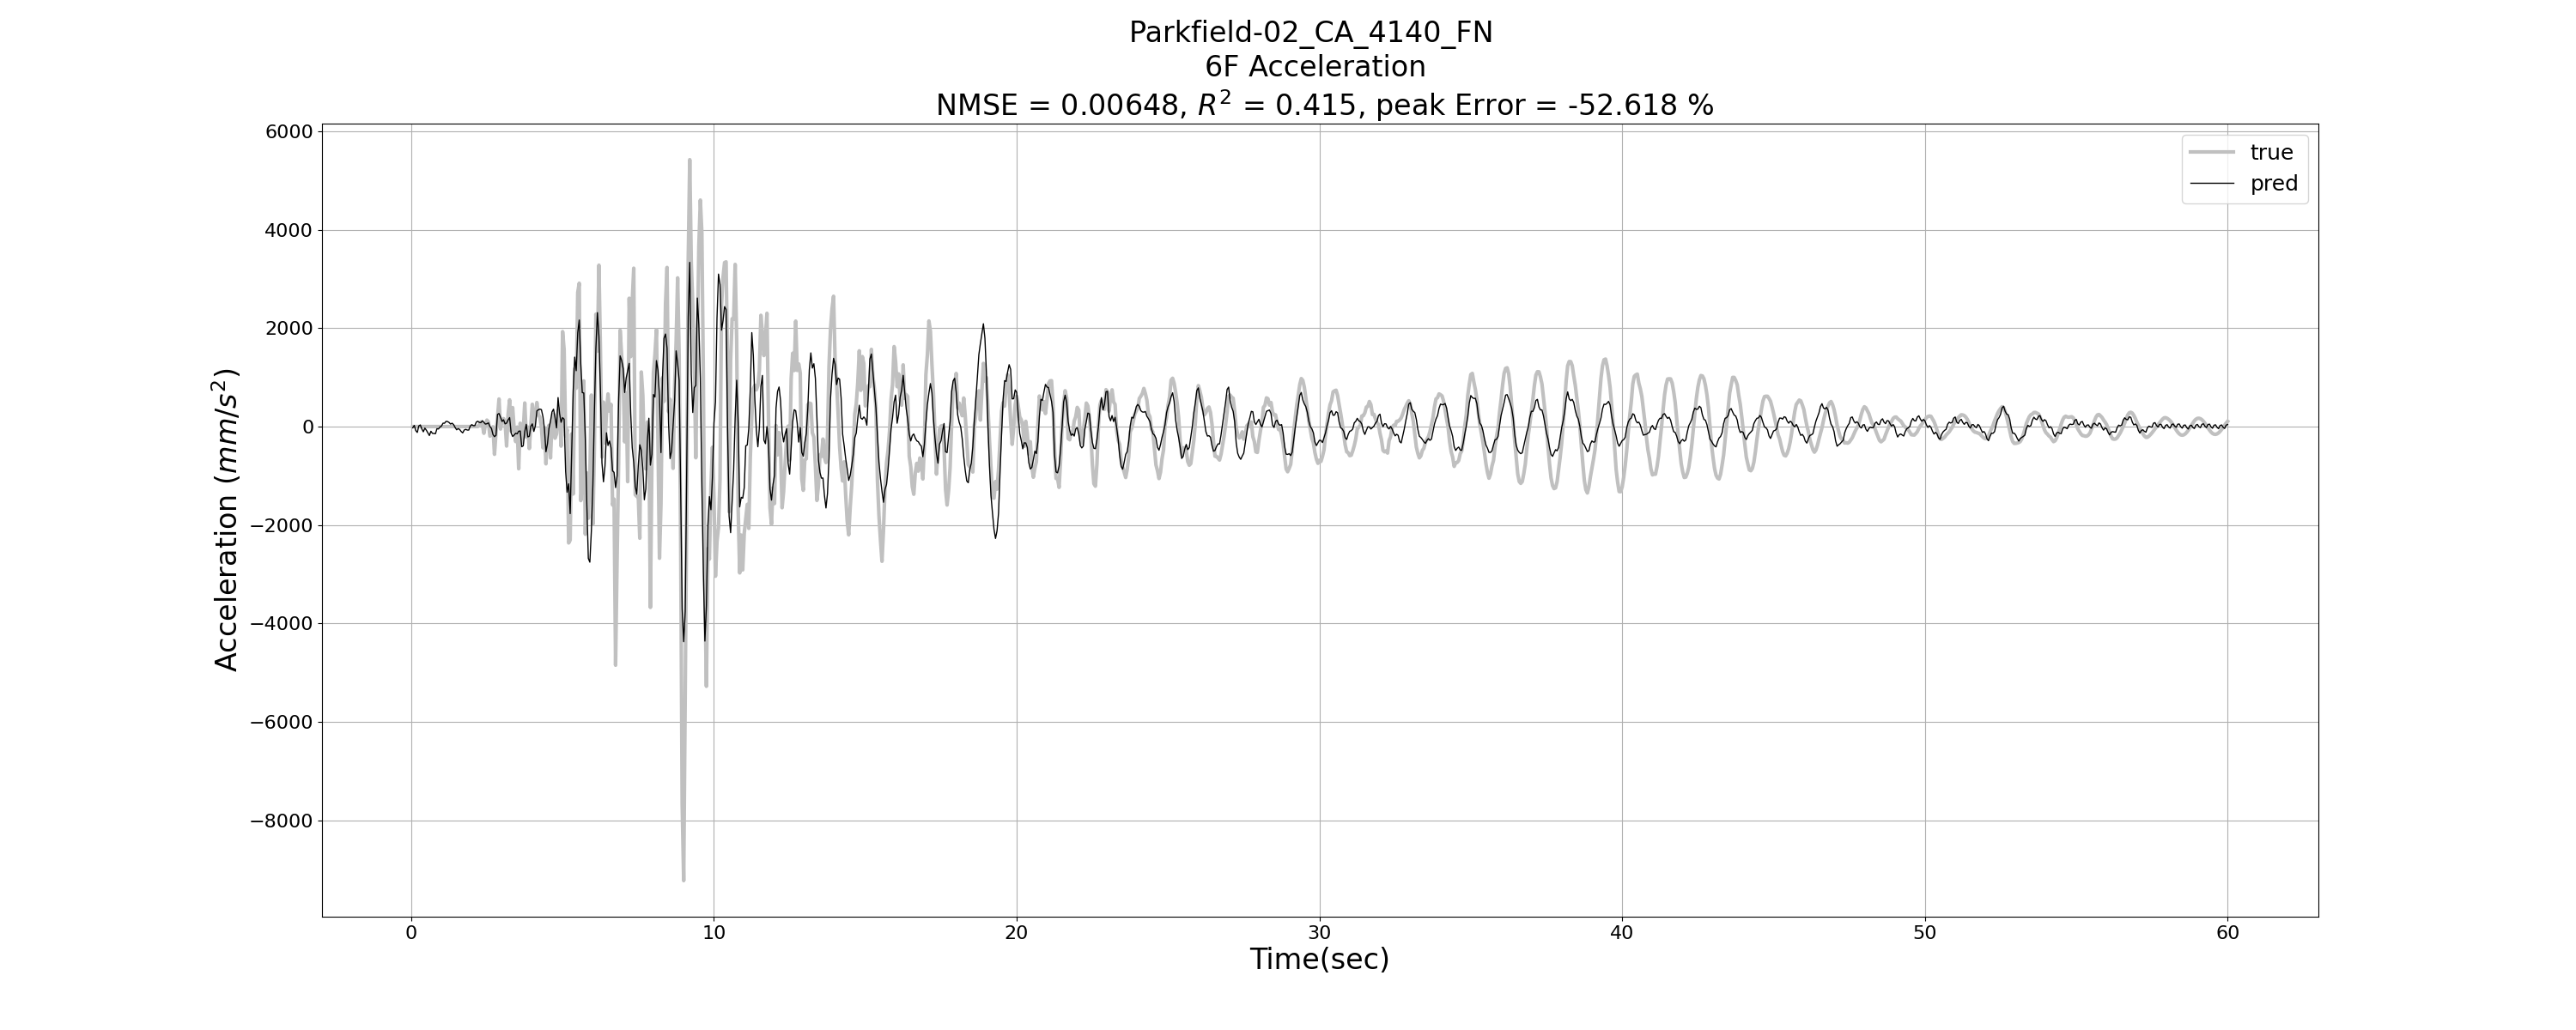 Parkfield-02_CA_4140_FN
6F Acceleration
NMSE = 0.00648, R² = 0.415, peak Error = -52.618 %
6000
4000
2000
0
−2000
−4000
−6000
−8000
Acceleration (mm/s²)
true
pred
0 10 20 30 40 50 60
Time(sec)